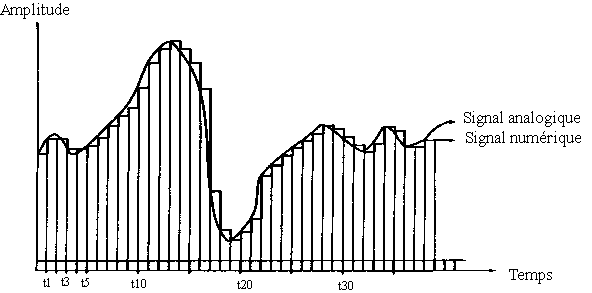 Amplitude
Signal analogique
Signal numérique
t1 t3 t5 t10 t20 t30
Temps